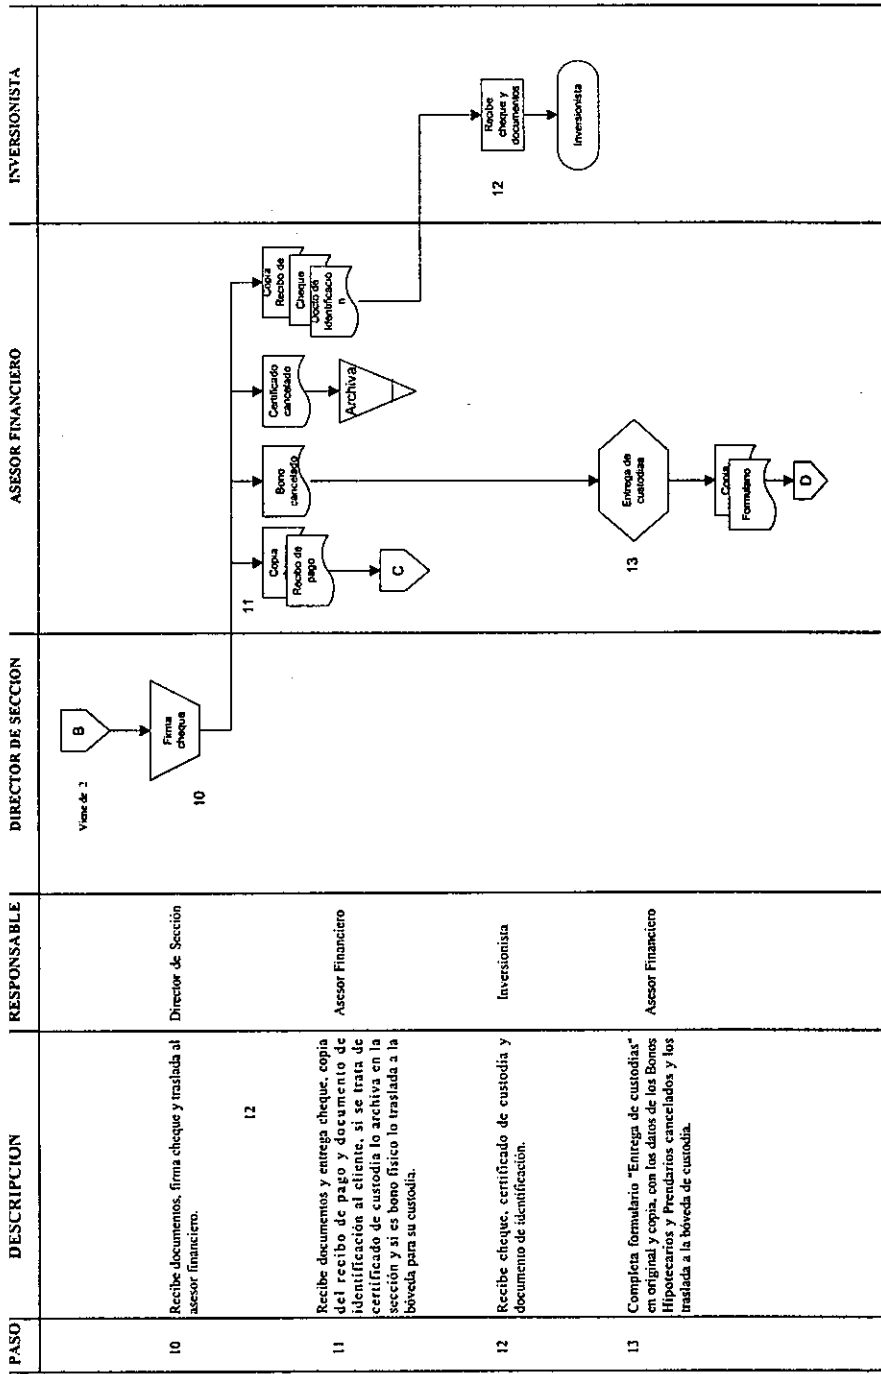 PASO DESCRIPCION RESPONSABLE DIRECTOR DE SECCION ASESOR FINANCIERO INVERSIONISTA
10
Recibe documentos, firma cheque y traslada al
asesor financiero.
Director de Sección
12
11
Recibe documentos y entrega cheque, copia
del recibo de pago y documento de
identificación al cliente, si se trata de
certificado de custodia lo archiva en la
sección y si es bono físico lo traslada a la
bóveda para su custodia.
Asesor Financiero
12
Recibe cheque, certificado de custodia y
documento de identificación.
Inversionista
13
Completa formulario "Entrega de custodias"
en original y copia, con los datos de los Bonos
Hipotecarios y Prendarios cancelados y los
traslada a la bóveda de custodia.
Asesor Financiero
Viene de 2
B
Firma
cheque
10
11
Copia
Recibo de
pago
C
Bono
cancelado
Certificado
cancelado
Archiva
Copia
Recibo de
Cheque
Docto de
Identificacio
n
12
Recibe
cheque y
documentos
Inversionista
13
Entrega de
custodias
Copia
Formulario
D